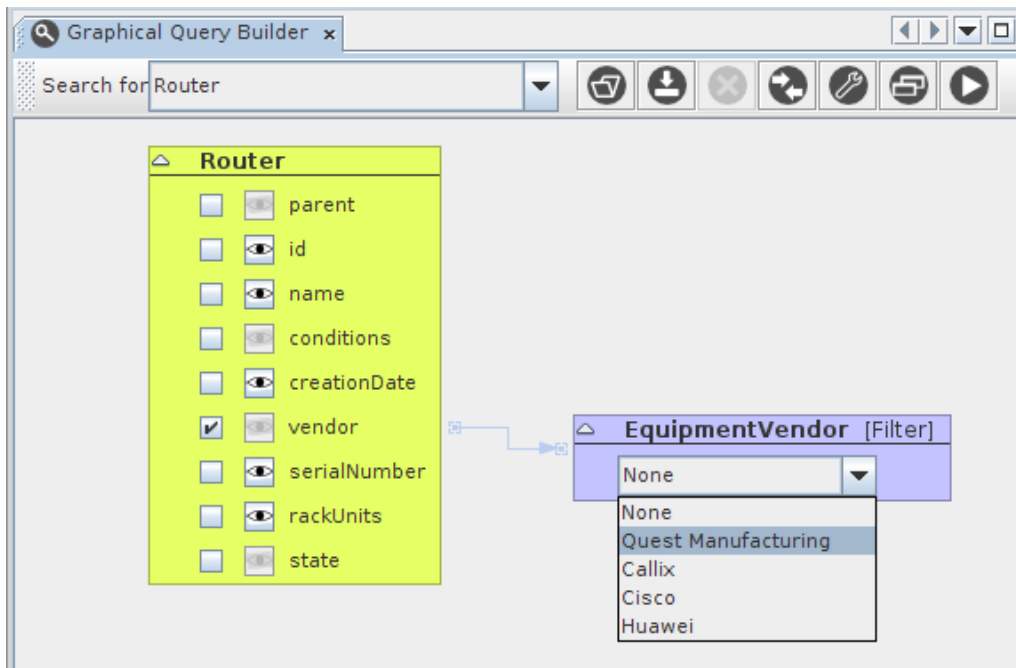 Graphical Query Builder x
Search for Router
Router
parent
id
name
conditions
creationDate
vendor
serialNumber
rackUnits
state
EquipmentVendor [Filter]
None
None
Quest Manufacturing
Callix
Cisco
Huawei